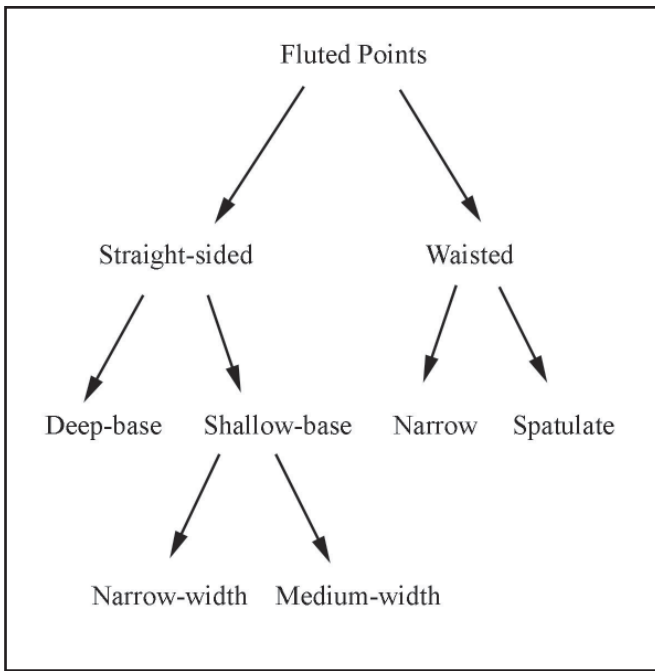 Fluted Points
Straight-sided Waisted
Deep-base Shallow-base Narrow Spatulate
Narrow-width Medium-width